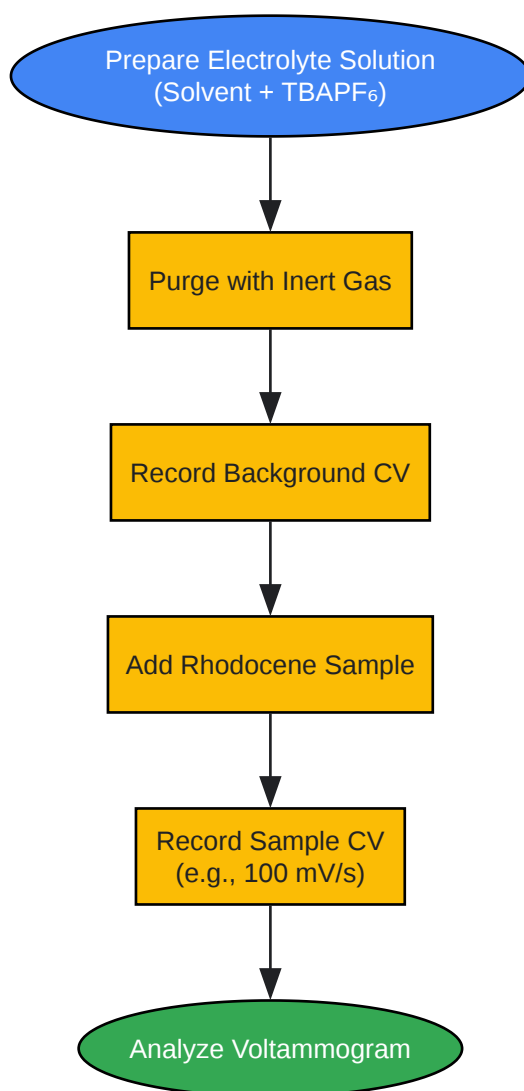 Prepare Electrolyte Solution
(Solvent + TBAPF₆)
Purge with Inert Gas
Record Background CV
Add Rhodocene Sample
Record Sample CV
(e.g., 100 mV/s)
Analyze Voltammogram